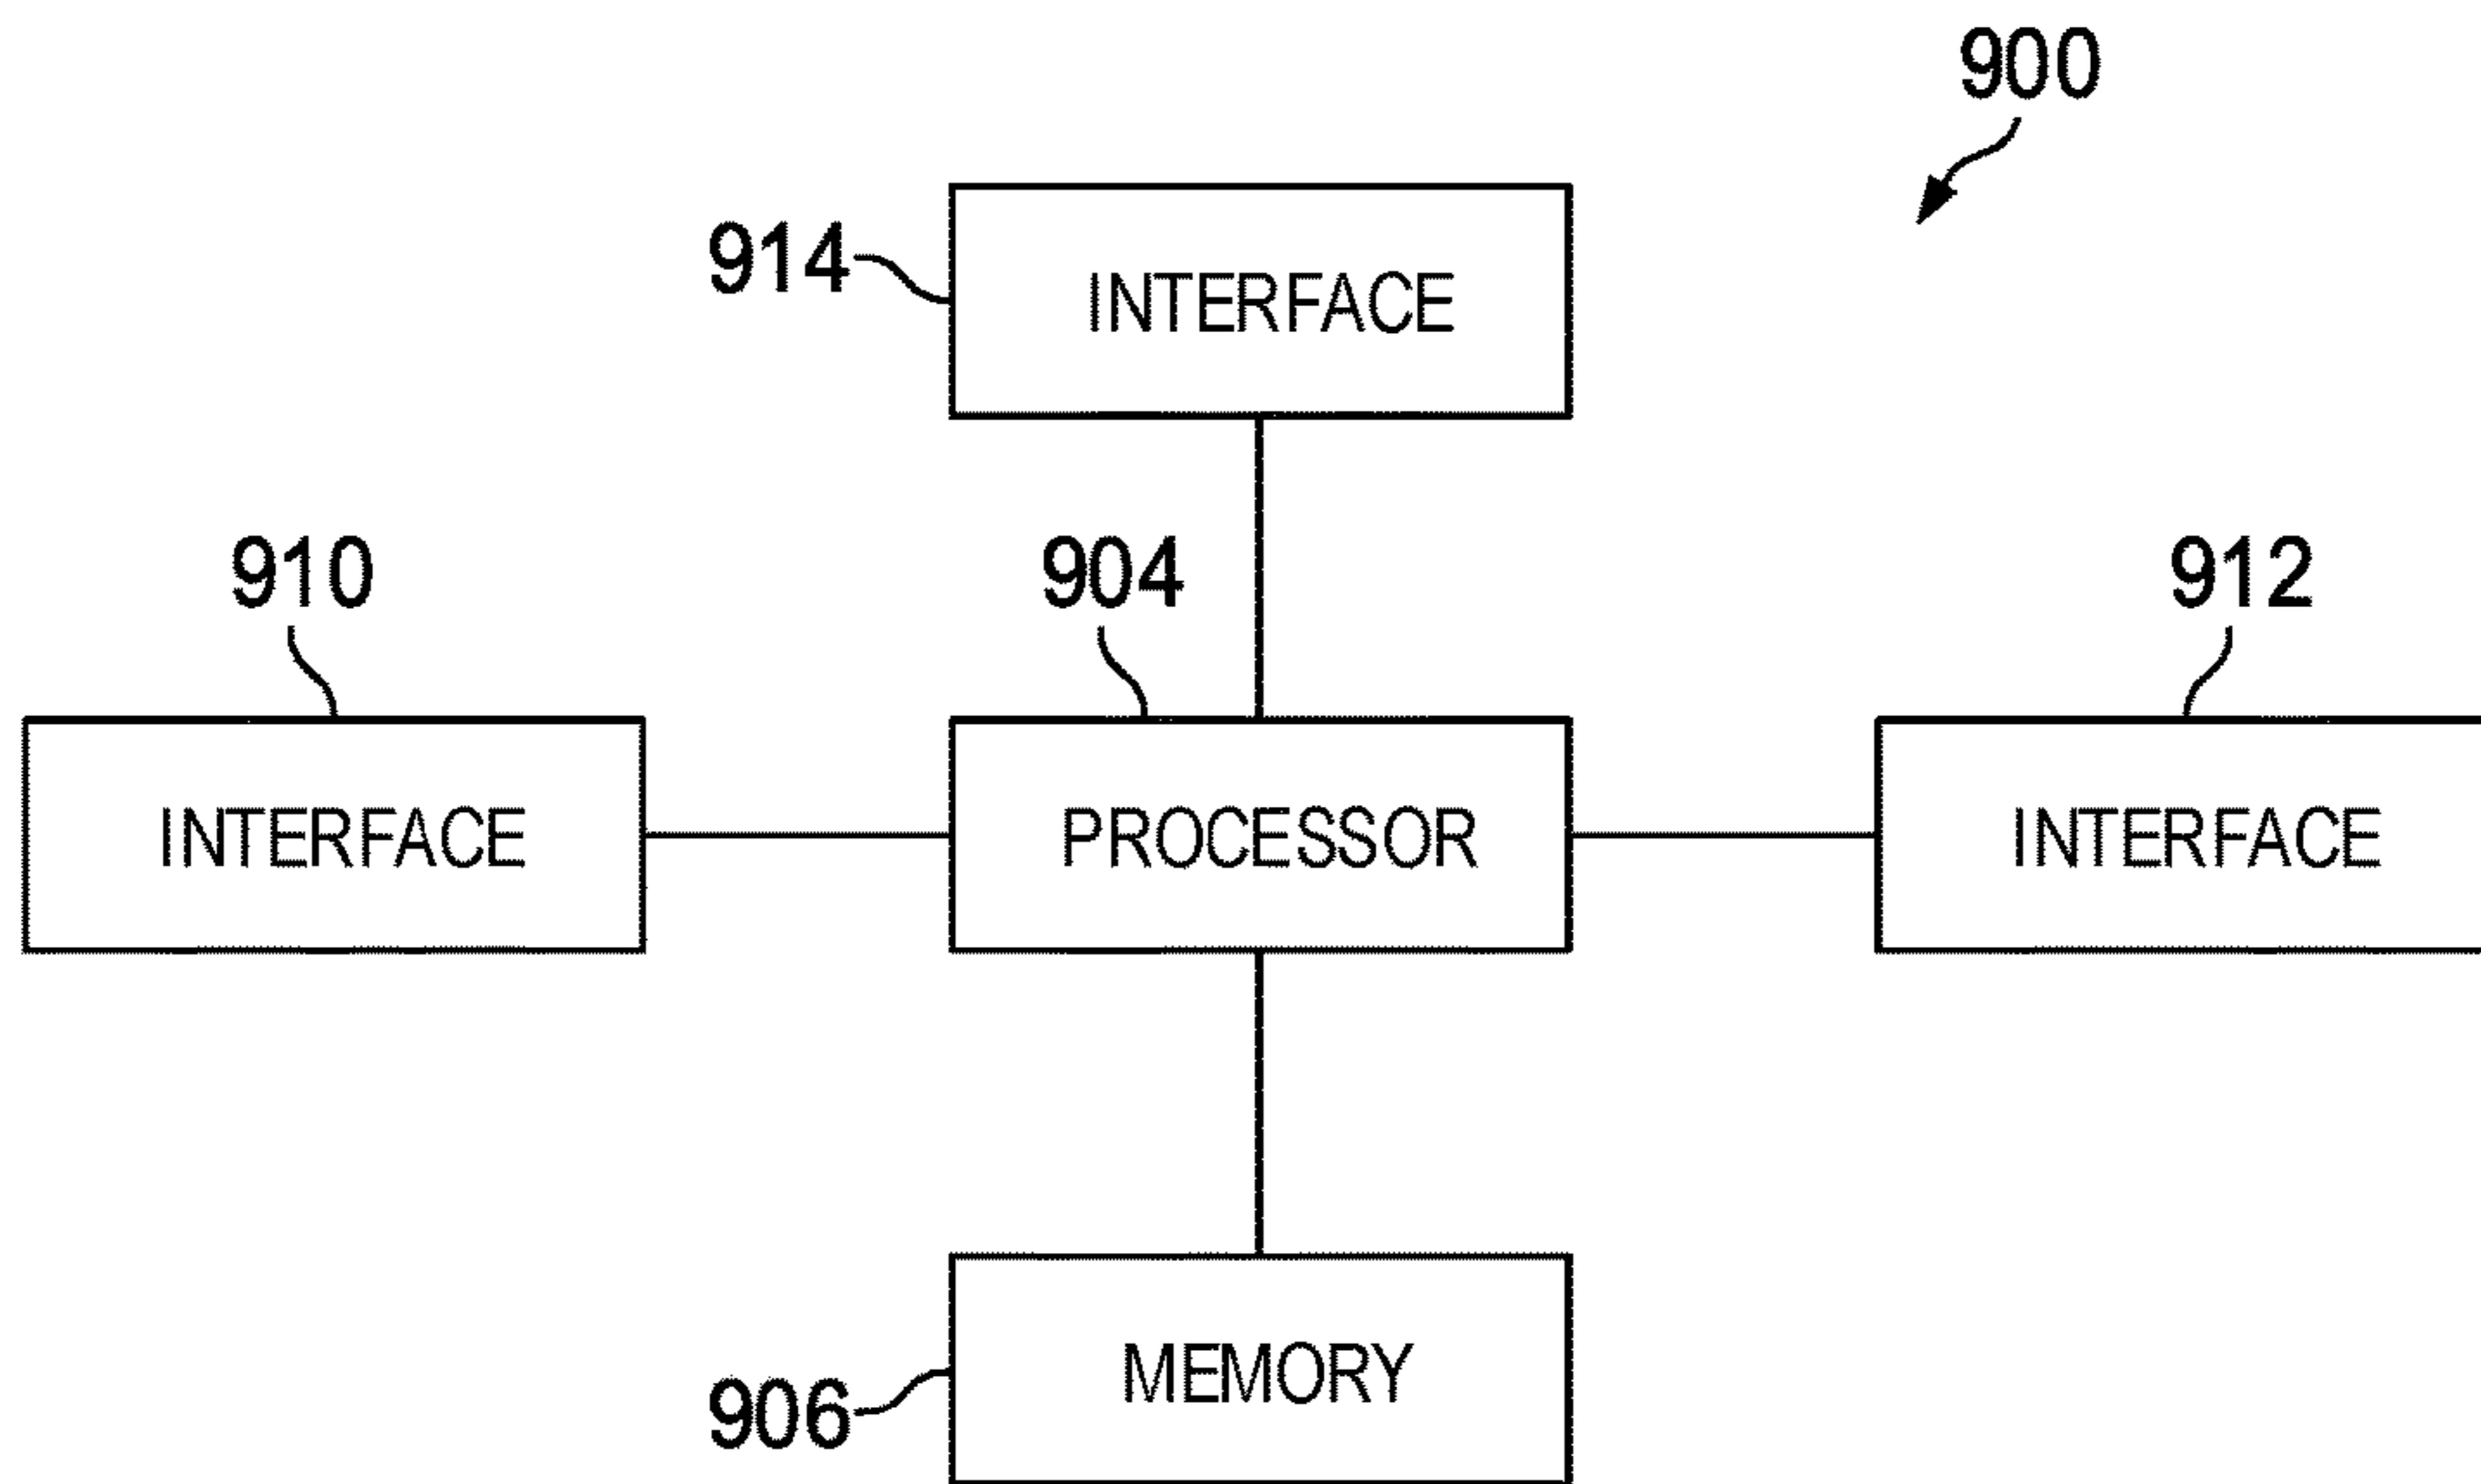 900
914
INTERFACE
910
904
912
INTERFACE
PROCESSOR
INTERFACE
906
MEMORY